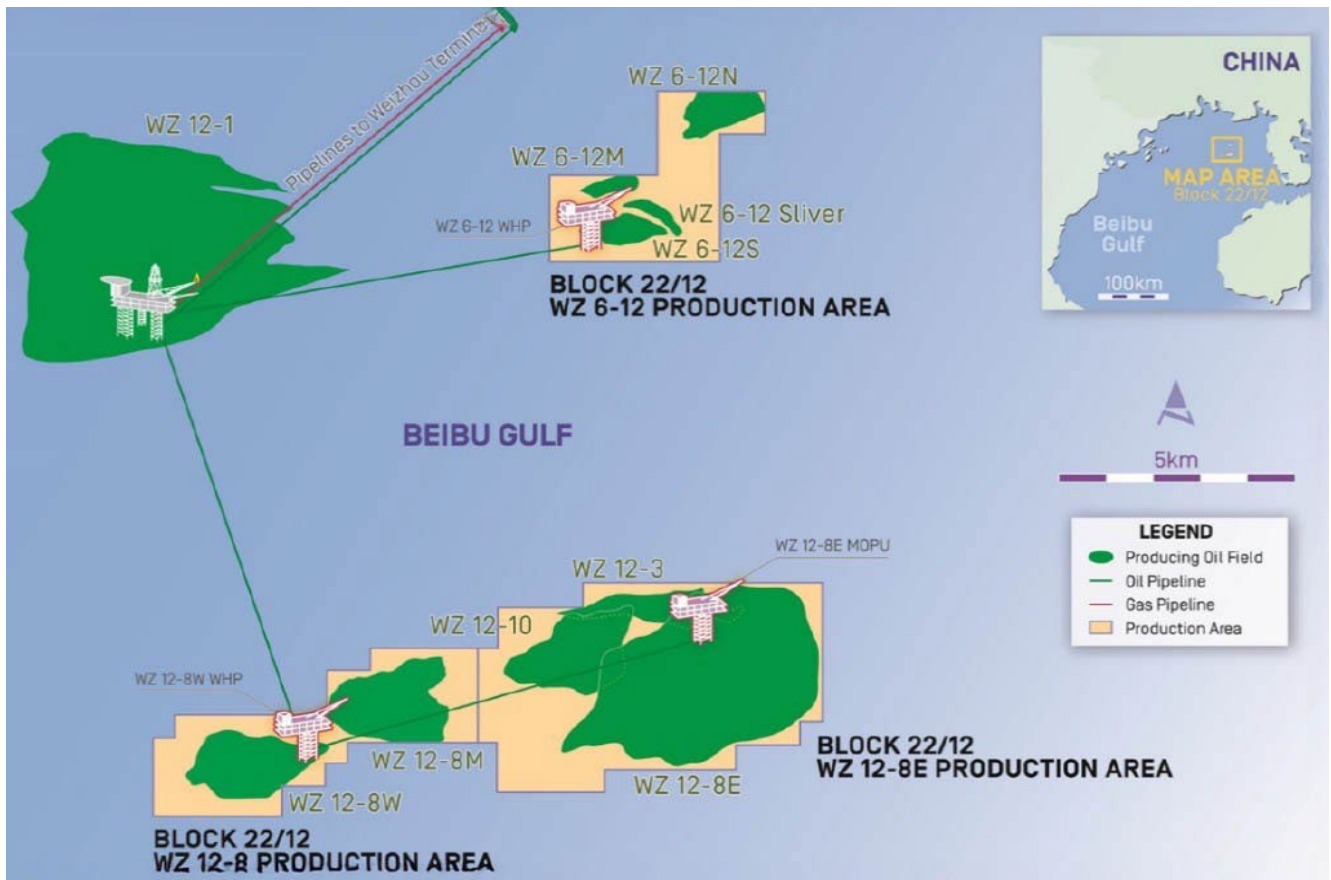 Pipelines to Weizhou Terminal
WZ 12-1
WZ 6-12N
WZ 6-12M
WZ 6-12 WHP
WZ 6-12 Sliver
WZ 6-12S
BLOCK 22/12
WZ 6-12 PRODUCTION AREA
CHINA
MAP AREA
Block 22/12
Beibu
Gulf
100km
BEIBU GULF
5km
LEGEND
Producing Oil Field
Oil Pipeline
Gas Pipeline
Production Area
WZ 12-8E MOPU
WZ 12-3
WZ 12-10
WZ 12-8W WHP
WZ 12-8M
WZ 12-8W
WZ 12-8E
BLOCK 22/12
WZ 12-8E PRODUCTION AREA
BLOCK 22/12
WZ 12-8 PRODUCTION AREA